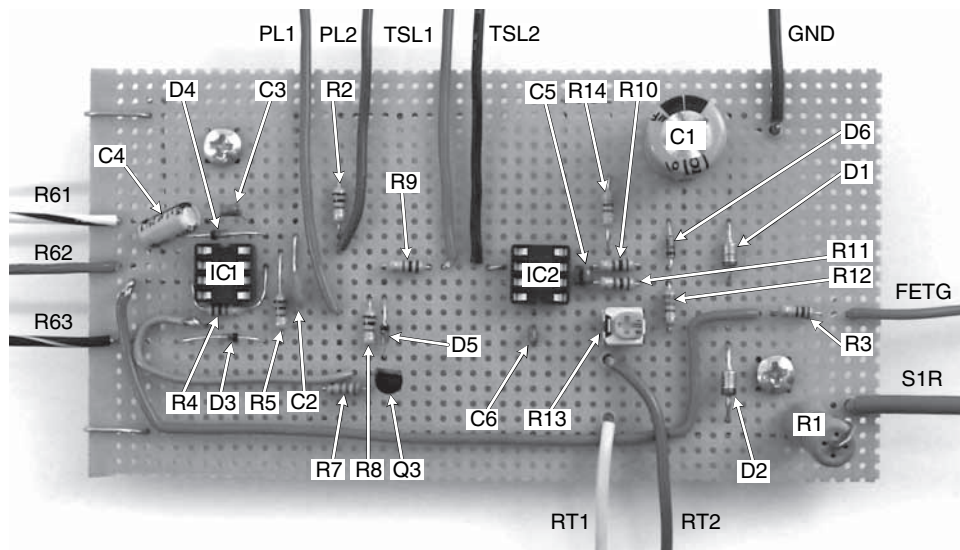 PL1 PL2 TSL1 TSL2 GND
D4 C3 R2 C5 R14 R10
C1 D6
C4 D1
R61 R9
R62 IC1 IC2 R11
R12 FETG
R63 D5 R3
S1R
R4 D3 R5 C2 C6 R13 R1
R7 R8 Q3 D2
RT1 RT2